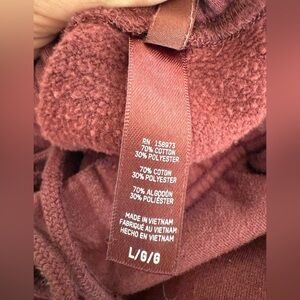 RN 158973
70% COTTON
30% POLYESTER
70% COTON
30% POLYESTER
70% ALGODÓN
30% POLIÉSTER
MADE IN VIETNAM
FABRIQUÉ AU VIETNAM
HECHO EN VIETNAM
L/G/G